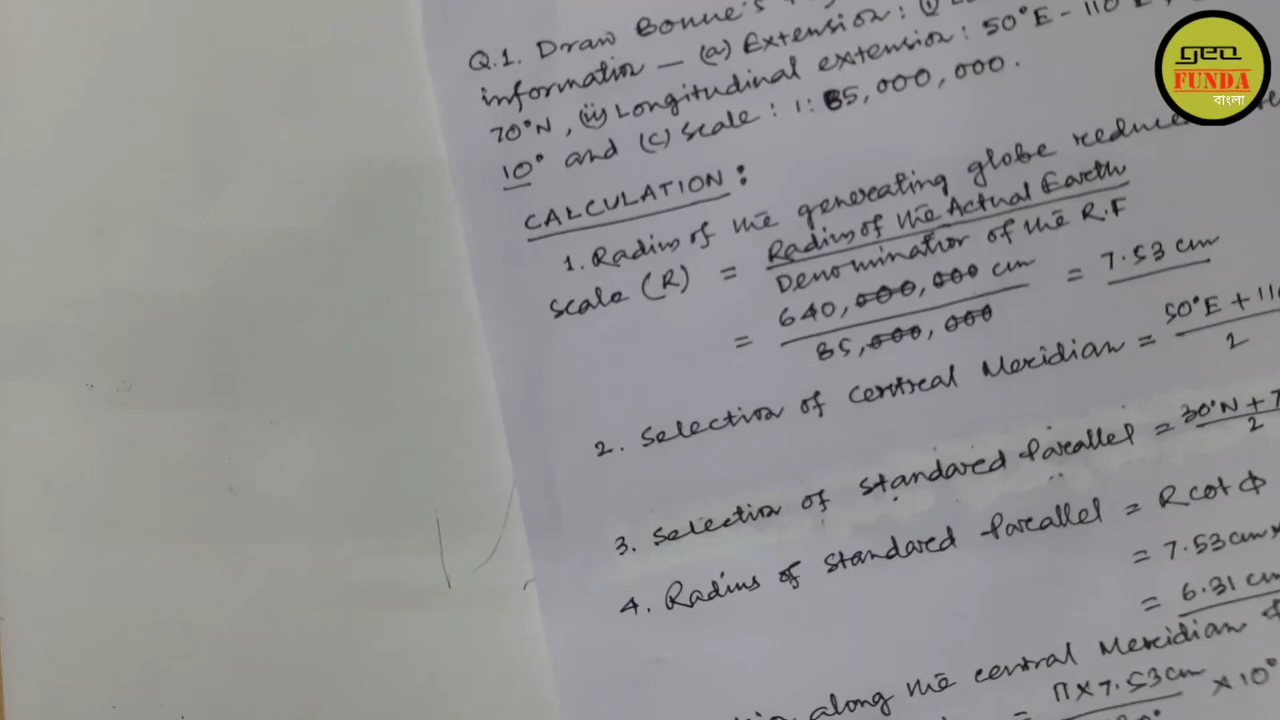 Q.1. Draw Bonne's
information — (a) Extension: (i)
70°N, (ii) Longitudinal extension: 50°E - 110°E,
10° and (c) Scale: 1: 85,000,000.
CALCULATION:
1. Radius of the generating globe reduced
Scale (R) = Radius of the Actual Earth
Denominator of the R.F
= 640,000,000 cm = 7.53 cm
85,000,000
2. Selection of Central Meridian = 50°E + 11
2
3. Selection of Standard Parallel = 30°N + 7
2
4. Radius of Standard Parallel = R cot Φ
= 7.53 cm ×
= 6.31 cm
along the central Meridian
= π × 7.53 cm × 10°
geo
FUNDA
বাংলা